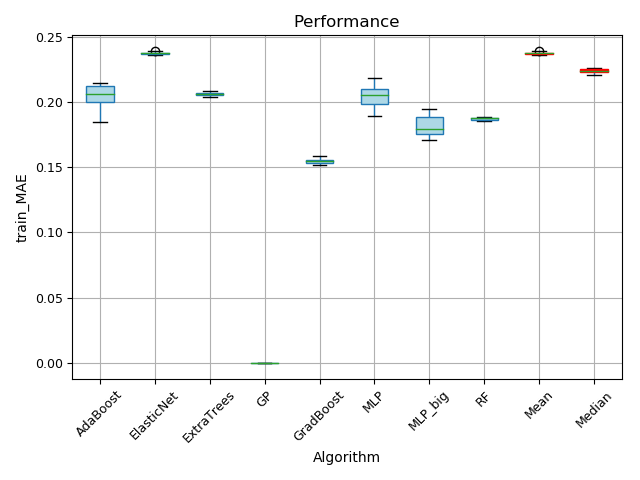 Performance
0.25
0.20
0.15
0.10
0.05
0.00
train_MAE
AdaBoost
ElasticNet
ExtraTrees
GP
GradBoost
MLP
MLP_big
RF
Mean
Median
Algorithm